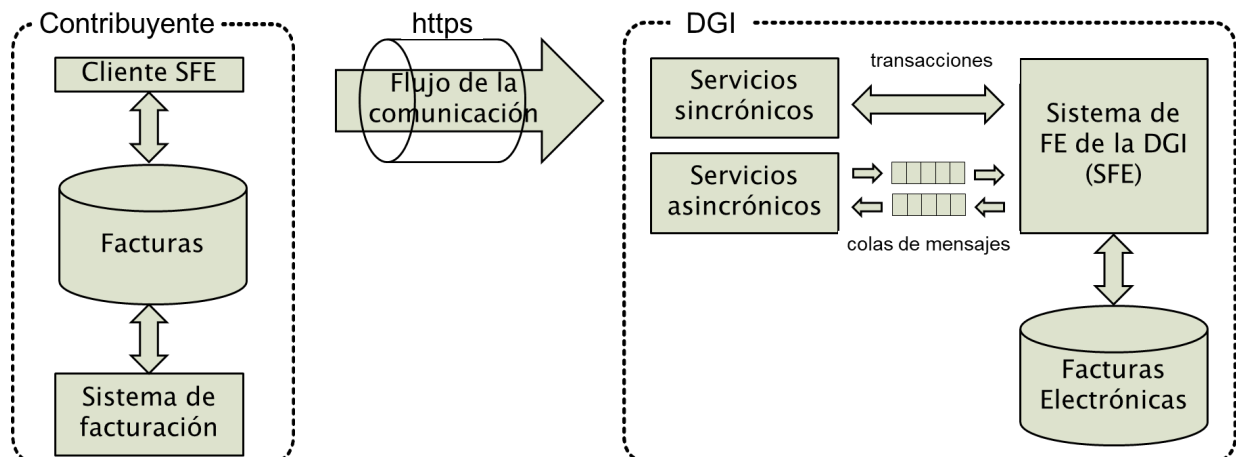 Contribuyente
Cliente SFE
Facturas
Sistema de
facturación
https
Flujo de la
comunicación
DGI
Servicios
sincrónicos
transacciones
Servicios
asincrónicos
colas de mensajes
Sistema de
FE de la DGI
(SFE)
Facturas
Electrónicas